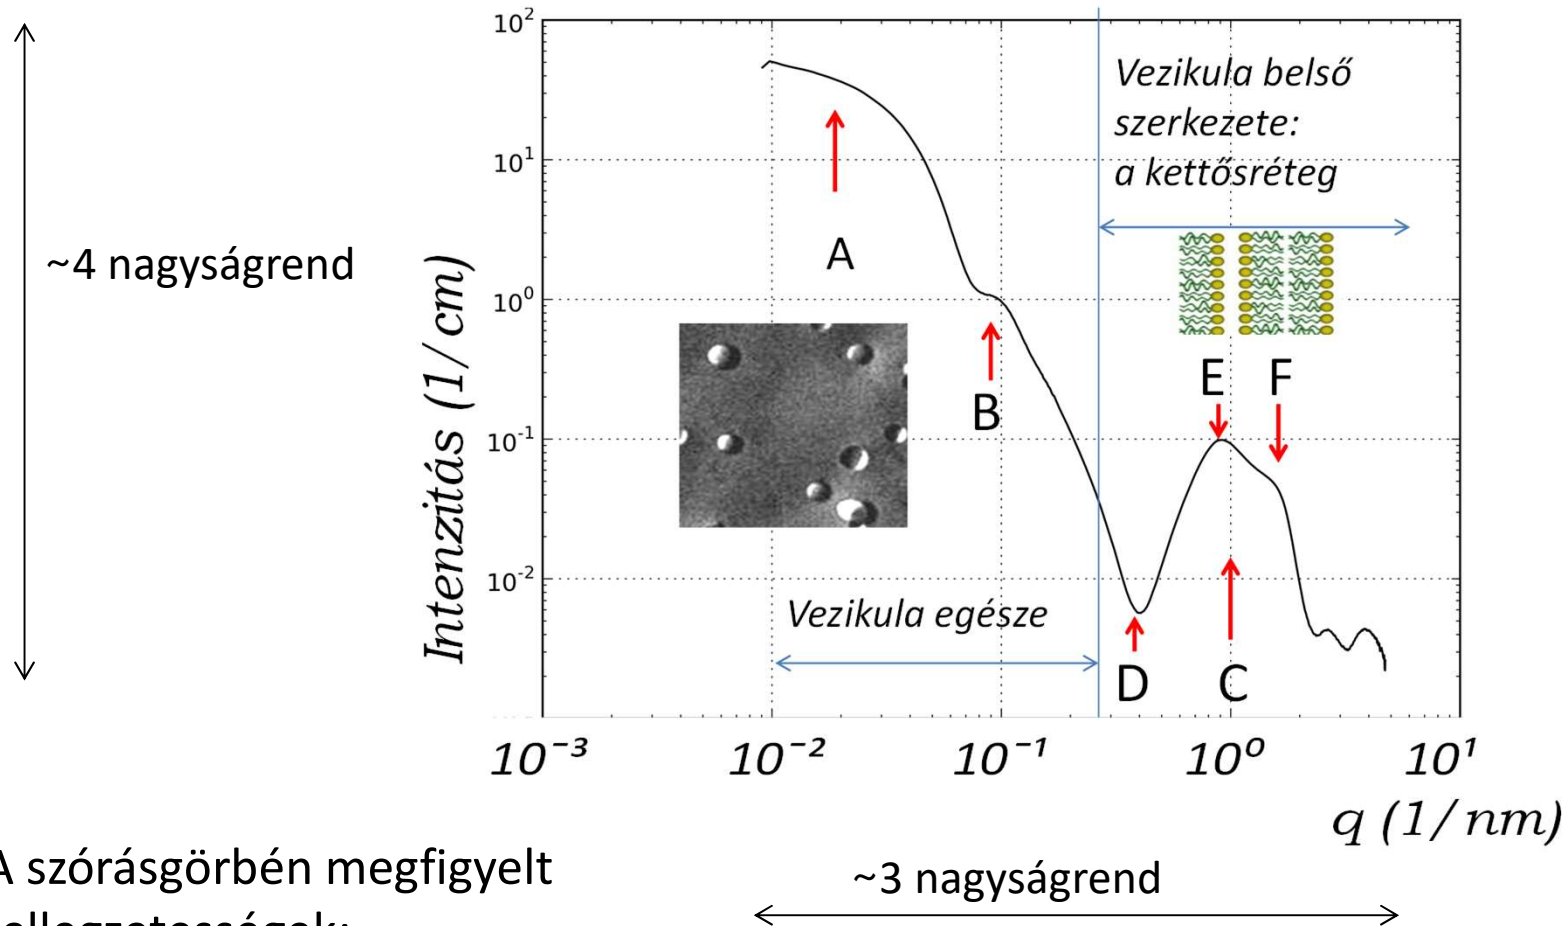 10²
Vezikula belső
szerkezete:
a kettősréteg
10¹
A
~4 nagyságrend
Intenzitás (1/cm)
10⁰
B
E F
10⁻¹
10⁻²
Vezikula egésze
D C
10⁻³ 10⁻² 10⁻¹ 10⁰ 10¹
q (1/nm)
A szórásgörbén megfigyelt
~3 nagyságrend